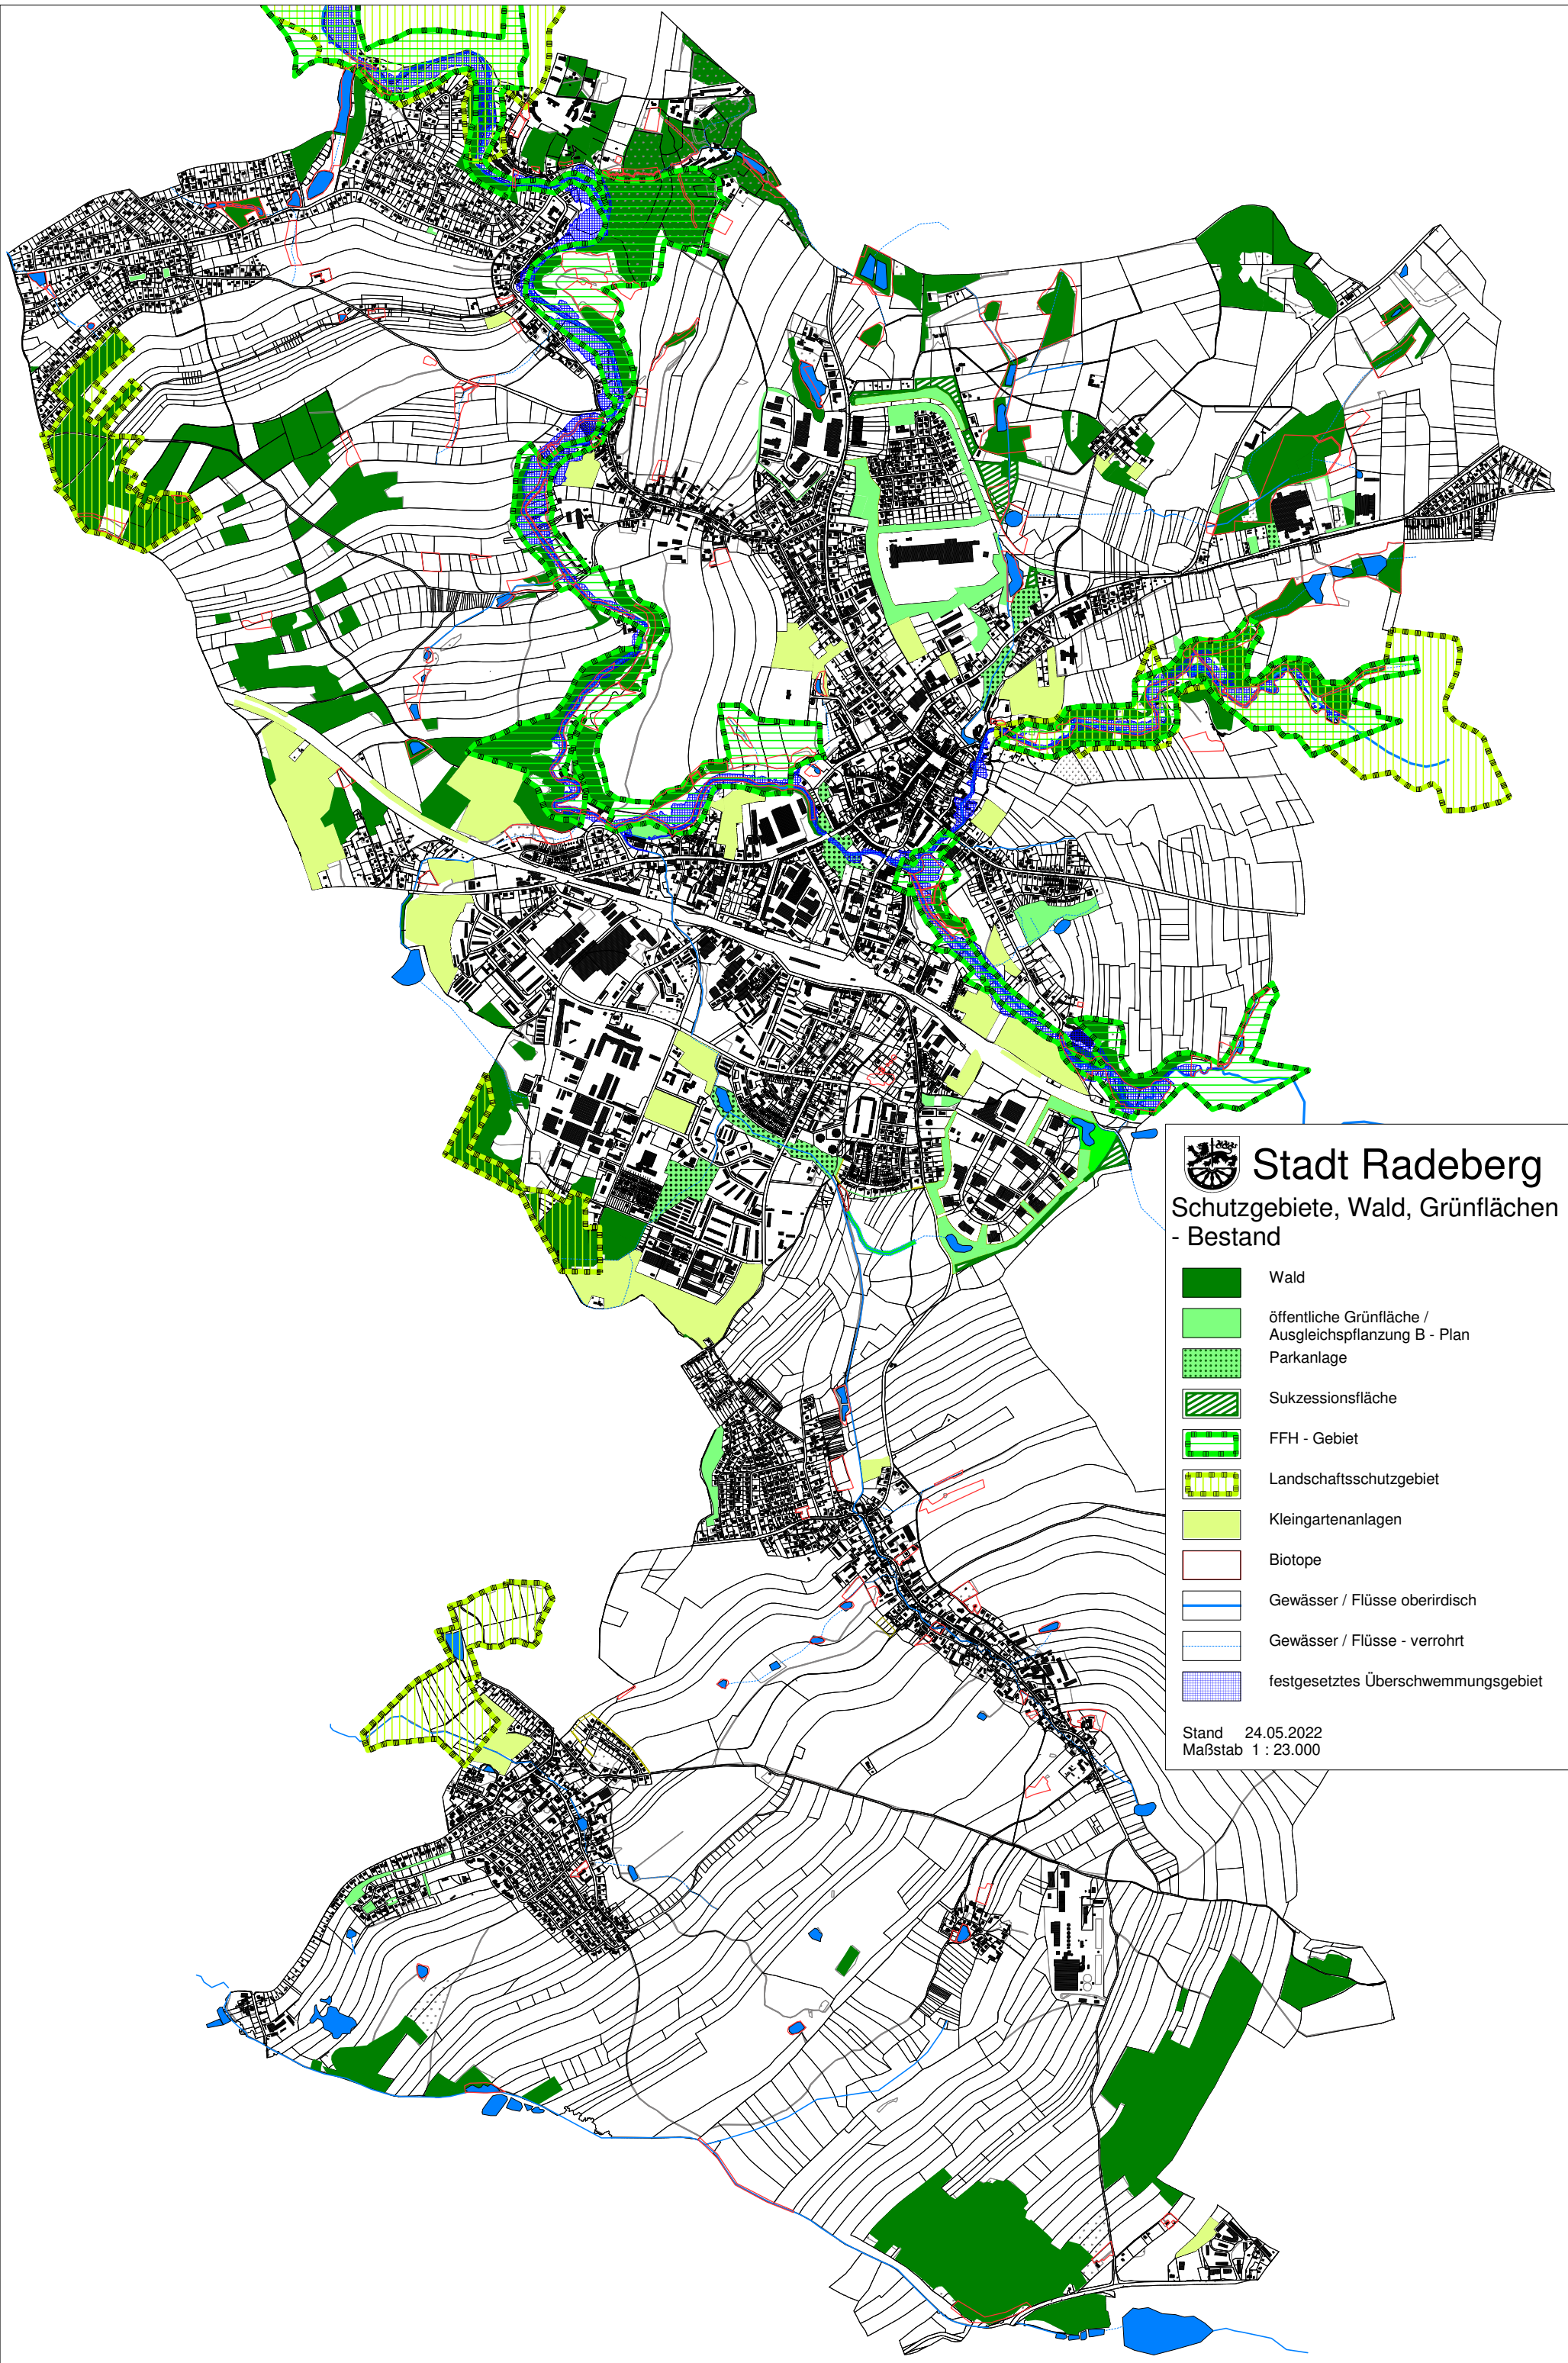 Stadt Radeberg
Schutzgebiete, Wald, Grünflächen
- Bestand
Wald
öffentliche Grünfläche /
Ausgleichspflanzung B - Plan
Parkanlage
Sukzessionsfläche
FFH - Gebiet
Landschaftsschutzgebiet
Kleingartenanlagen
Biotope
Gewässer / Flüsse oberirdisch
Gewässer / Flüsse - verrohrt
festgesetztes Überschwemmungsgebiet
Stand 24.05.2022
Maßstab 1 : 23.000